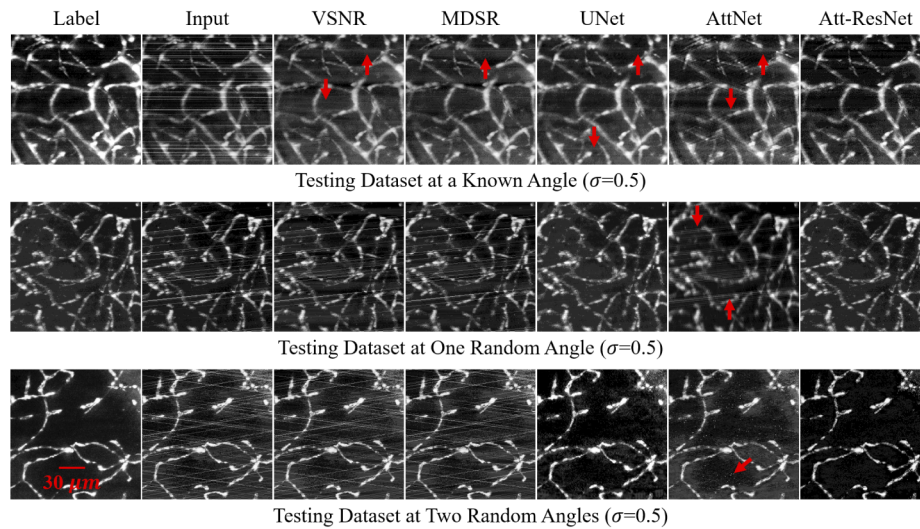 Label Input VSNR MDSR UNet AttNet Att-ResNet
Testing Dataset at a Known Angle (σ=0.5)
Testing Dataset at One Random Angle (σ=0.5)
30 μm
Testing Dataset at Two Random Angles (σ=0.5)